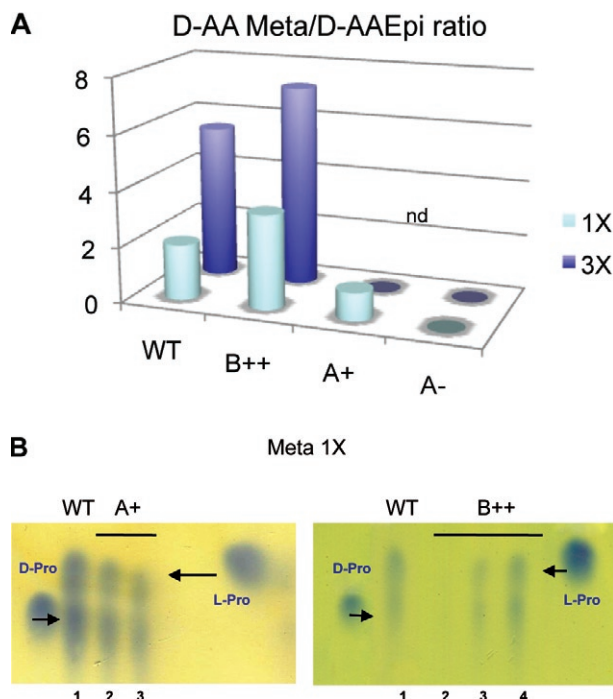 A
D-AA Meta/D-AAEpi ratio
8
6
4
2
0
nd
1X
3X
WT
B++
A+
A-
B
Meta 1X
WT A+
D-Pro
L-Pro
1 2 3
WT B++
D-Pro
L-Pro
1 2 3 4